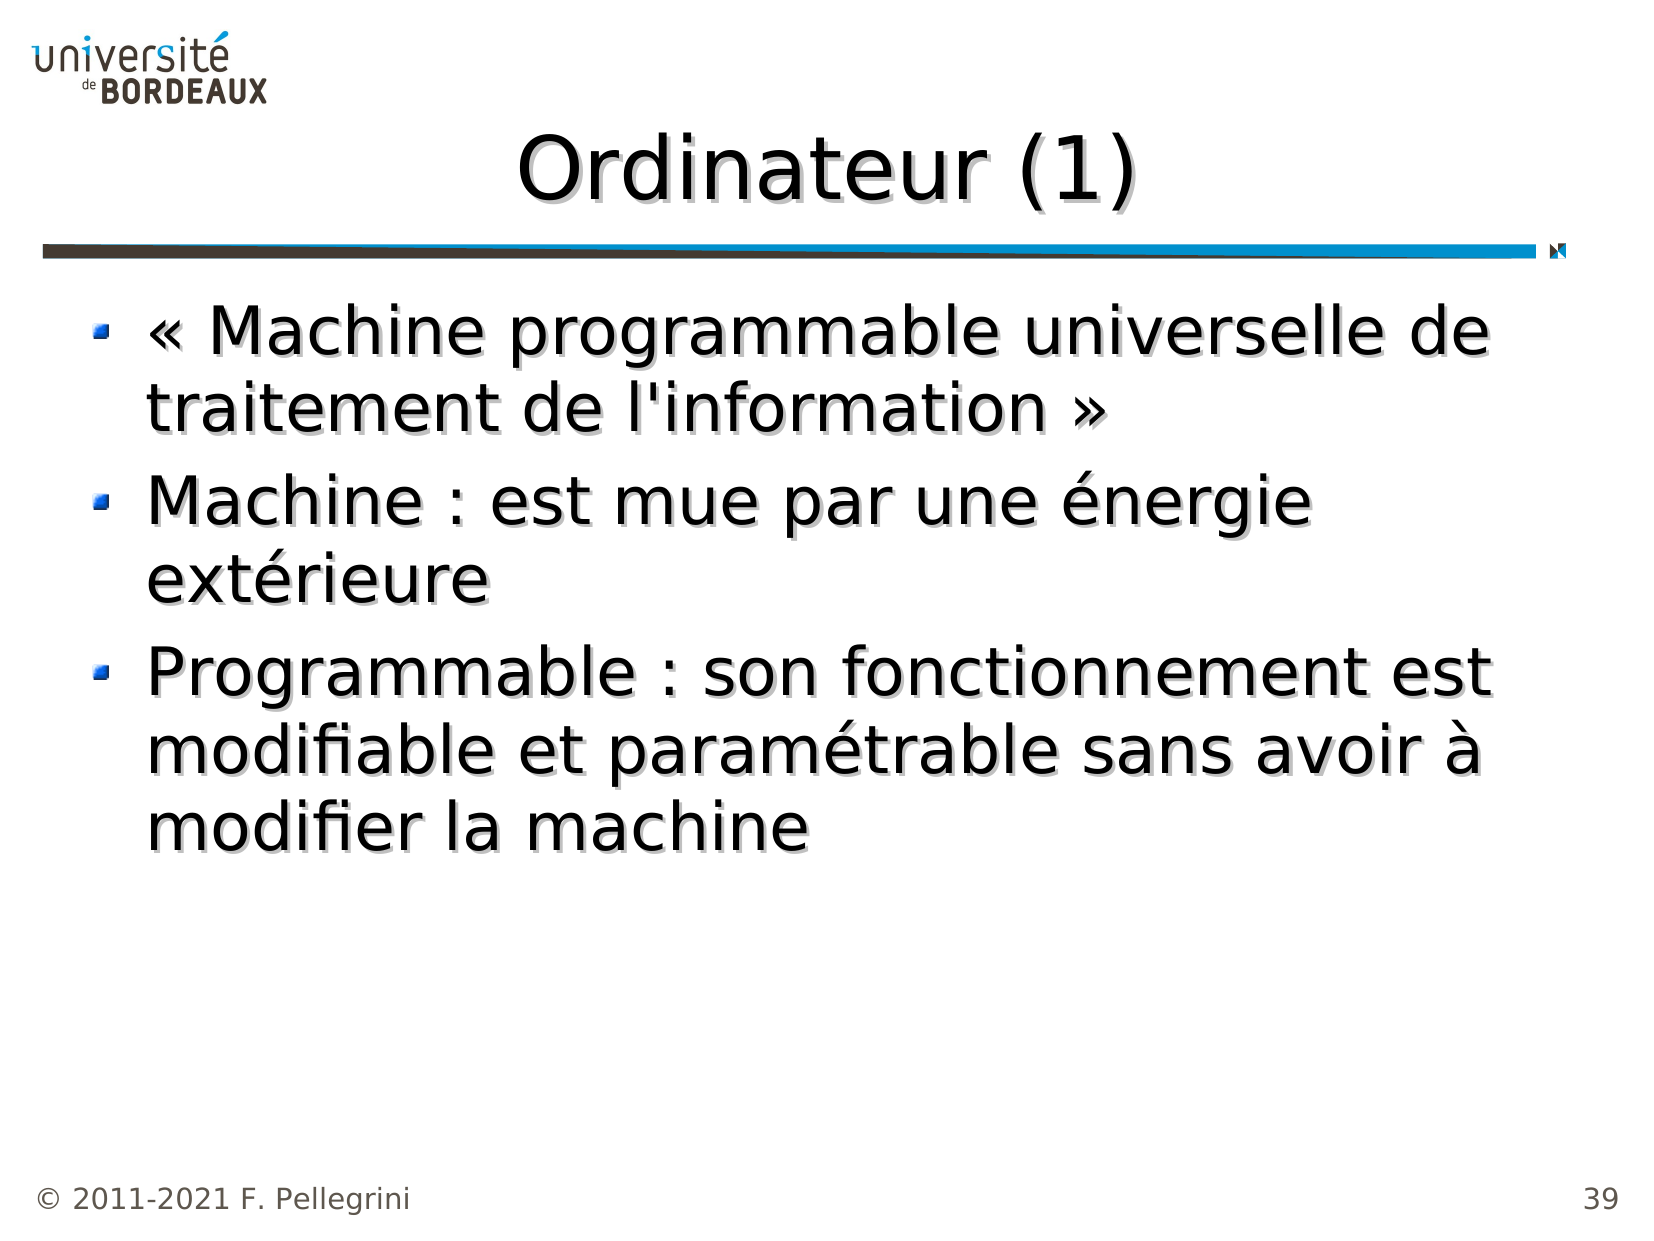 université
de BORDEAUX
Ordinateur (1)
« Machine programmable universelle de
traitement de l'information »
Machine : est mue par une énergie
extérieure
Programmable : son fonctionnement est
modifiable et paramétrable sans avoir à
modifier la machine
© 2011-2021 F. Pellegrini
39